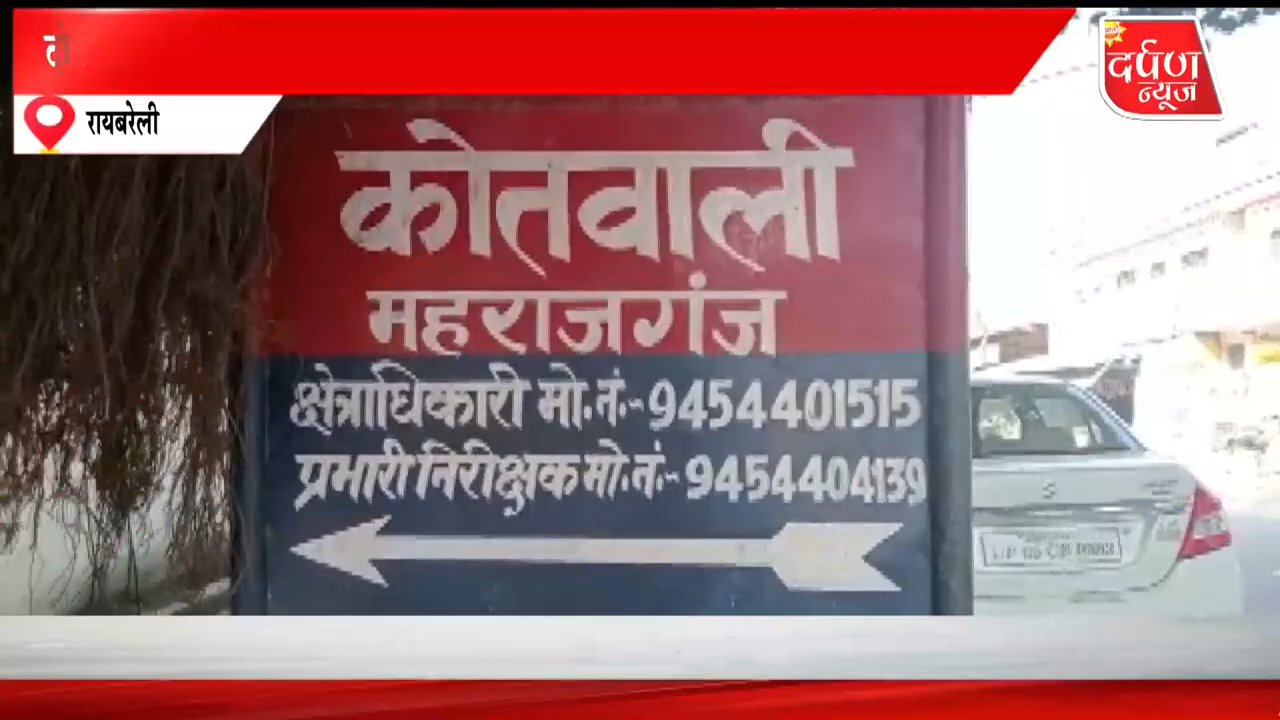 रायबरेली
दर्पण
न्यूज
कोतवाली
महराजगंज
क्षेत्राधिकारी मो.नं.-9454401515
प्रभारी निरीक्षक मो.नं.-9454404139